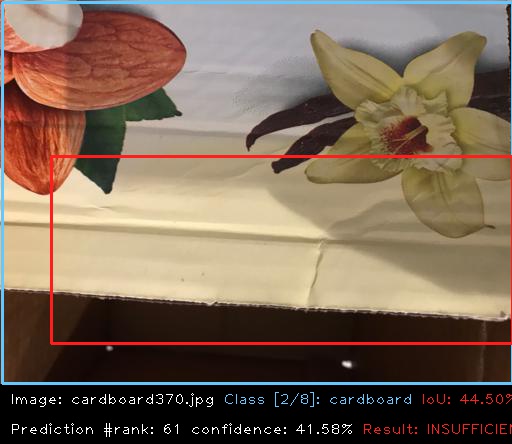 Image: cardboard370.jpg Class [2/8]: cardboard IoU: 44.50%
Prediction #rank: 61 confidence: 41.58% Result: INSUFFICIEN